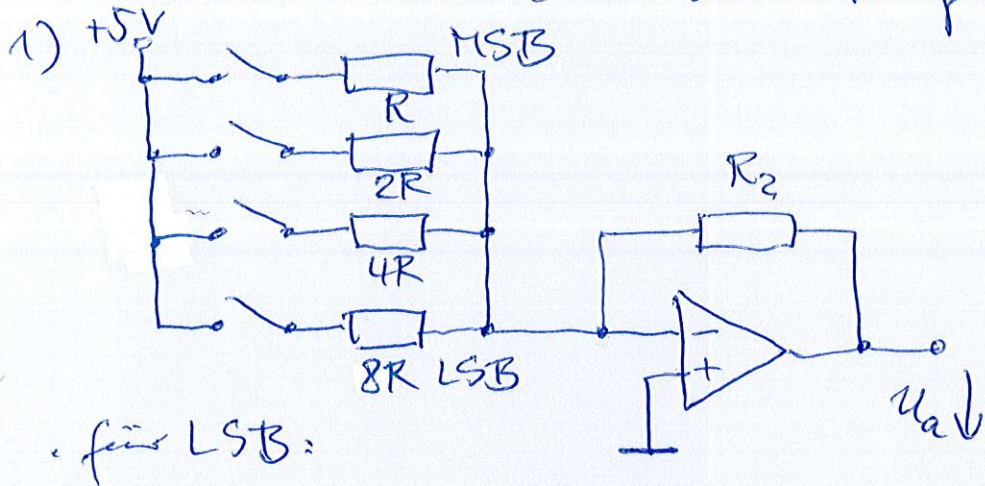 1) +5V MSB
R
2R
R2
4R
8R LSB
-
+
ua↓
für LSB: